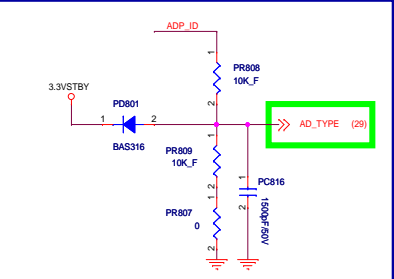 ADP_ID
1
PR808
10K_F
2
3.3VSTBY
PD801
1
2
BAS316
AD_TYPE (29)
1
PR809
10K_F
2
1
PC816
1500pF/50V
2
1
PR807
0
2